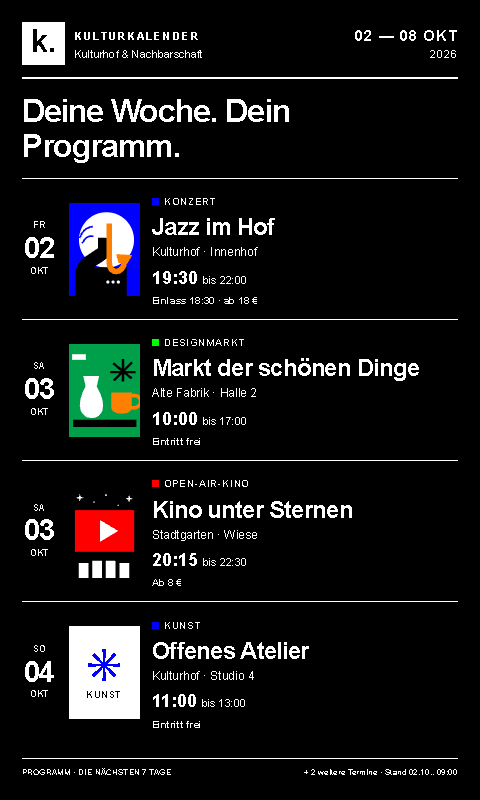 k.
KULTURKALENDER
Kulturhof & Nachbarschaft
02 — 08 OKT
2026
Deine Woche. Dein
Programm.
FR
02
OKT
KONZERT
Jazz im Hof
Kulturhof · Innenhof
19:30 bis 22:00
Einlass 18:30 · ab 18 €
SA
03
OKT
DESIGNMARKT
Markt der schönen Dinge
Alte Fabrik · Halle 2
10:00 bis 17:00
Eintritt frei
SA
03
OKT
OPEN-AIR-KINO
Kino unter Sternen
Stadtgarten · Wiese
20:15 bis 22:30
Ab 8 €
SO
04
OKT
KUNST
KUNST
Offenes Atelier
Kulturhof · Studio 4
11:00 bis 13:00
Eintritt frei
PROGRAMM · DIE NÄCHSTEN 7 TAGE
+ 2 weitere Termine · Stand 02.10., 09:00